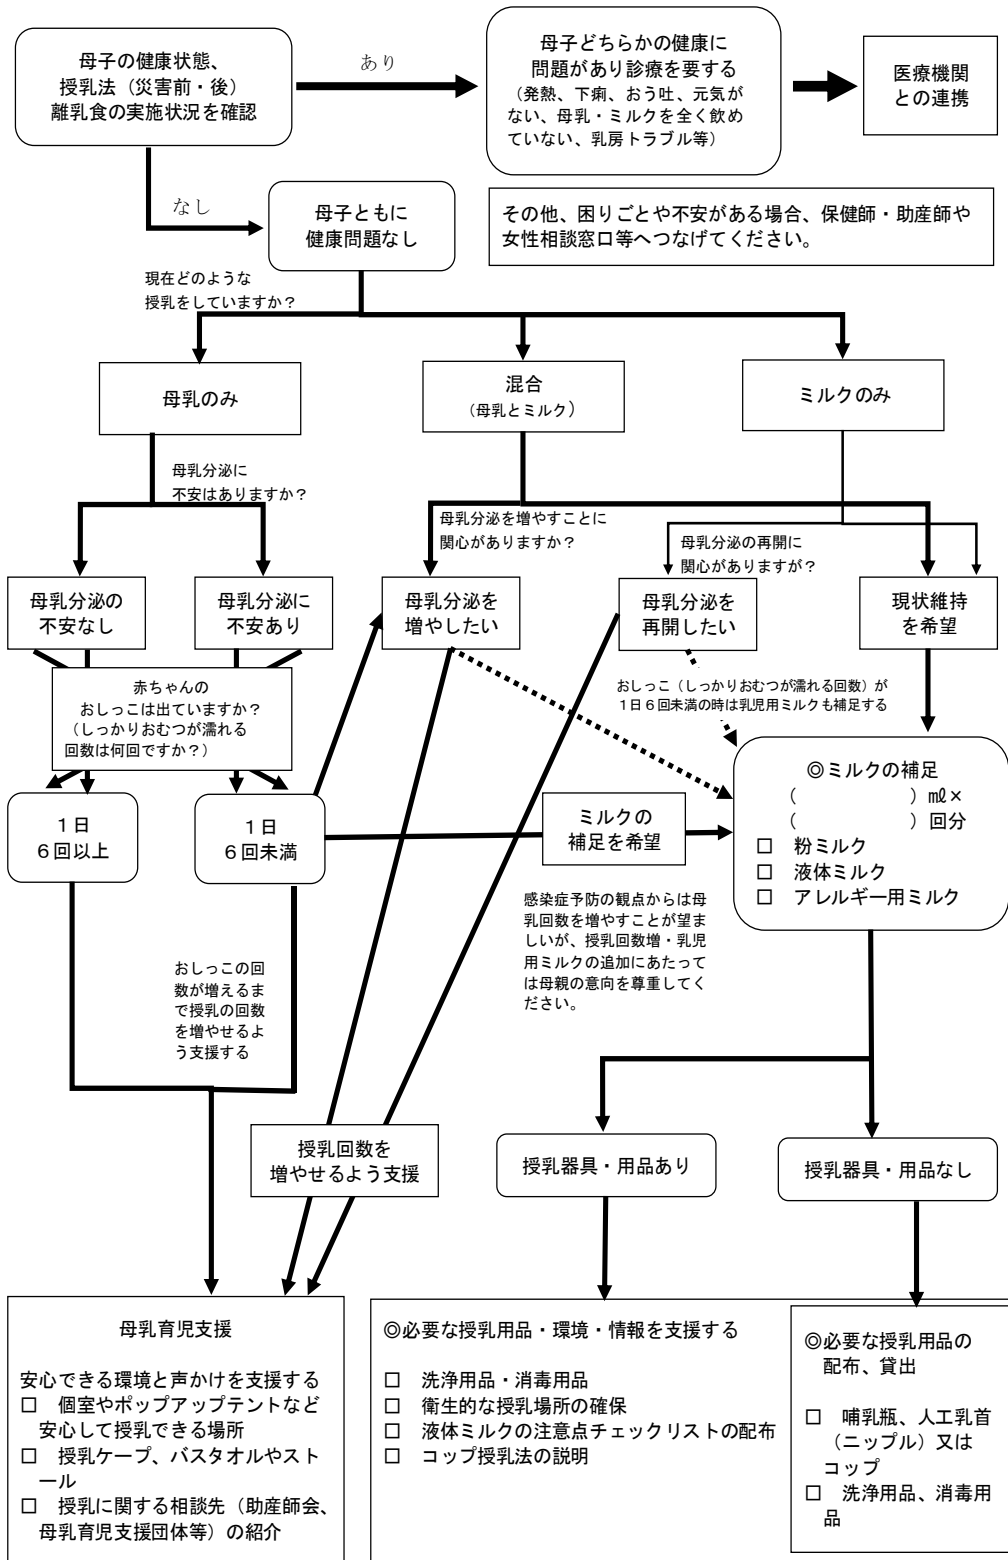 母子の健康状態、
授乳法（災害前・後）
離乳食の実施状況を確認
あり
母子どちらかの健康に
問題があり診療を要する
（発熱、下痢、おう吐、元気が
ない、母乳・ミルクを全く飲め
ていない、乳房トラブル等）
医療機関
との連携
なし
母子ともに
健康問題なし
その他、困りごとや不安がある場合、保健師・助産師や
女性相談窓口等へつなげてください。
現在どのような
授乳をしていますか？
母乳のみ
混合
（母乳とミルク）
ミルクのみ
母乳分泌に
不安はありますか？
母乳分泌を増やすことに
関心がありますか？
母乳分泌の再開に
関心がありますが？
母乳分泌の
不安なし
母乳分泌に
不安あり
母乳分泌を
増やしたい
母乳分泌を
再開したい
現状維持
を希望
赤ちゃんの
おしっこは出ていますか？
（しっかりおむつが濡れる
回数は何回ですか？）
おしっこ（しっかりおむつが濡れる回数）が
１日６回未満の時は乳児用ミルクも補足する
１日
６回以上
１日
６回未満
ミルクの
補足を希望
◎ミルクの補足
（　　　　　　）㎖×
（　　　　　　）回分
□　粉ミルク
□　液体ミルク
□　アレルギー用ミルク
感染症予防の観点からは母
乳回数を増やすことが望ま
しいが、授乳回数増・乳児
用ミルクの追加にあたって
は母親の意向を尊重してく
ださい。
おしっこの回
数が増えるま
で授乳の回数
を増やせるよ
う支援する
授乳回数を
増やせるよう支援
授乳器具・用品あり
授乳器具・用品なし
母乳育児支援
安心できる環境と声かけを支援する
□　個室やポップアップテントなど
安心して授乳できる場所
□　授乳ケープ、バスタオルやスト
ール
□　授乳に関する相談先（助産師会、
母乳育児支援団体等）の紹介
◎必要な授乳用品・環境・情報を支援する
□　洗浄用品・消毒用品
□　衛生的な授乳場所の確保
□　液体ミルクの注意点チェックリストの配布
□　コップ授乳法の説明
◎必要な授乳用品の
配布、貸出
□　哺乳瓶、人工乳首
（ニップル）又は
コップ
□　洗浄用品、消毒用
品